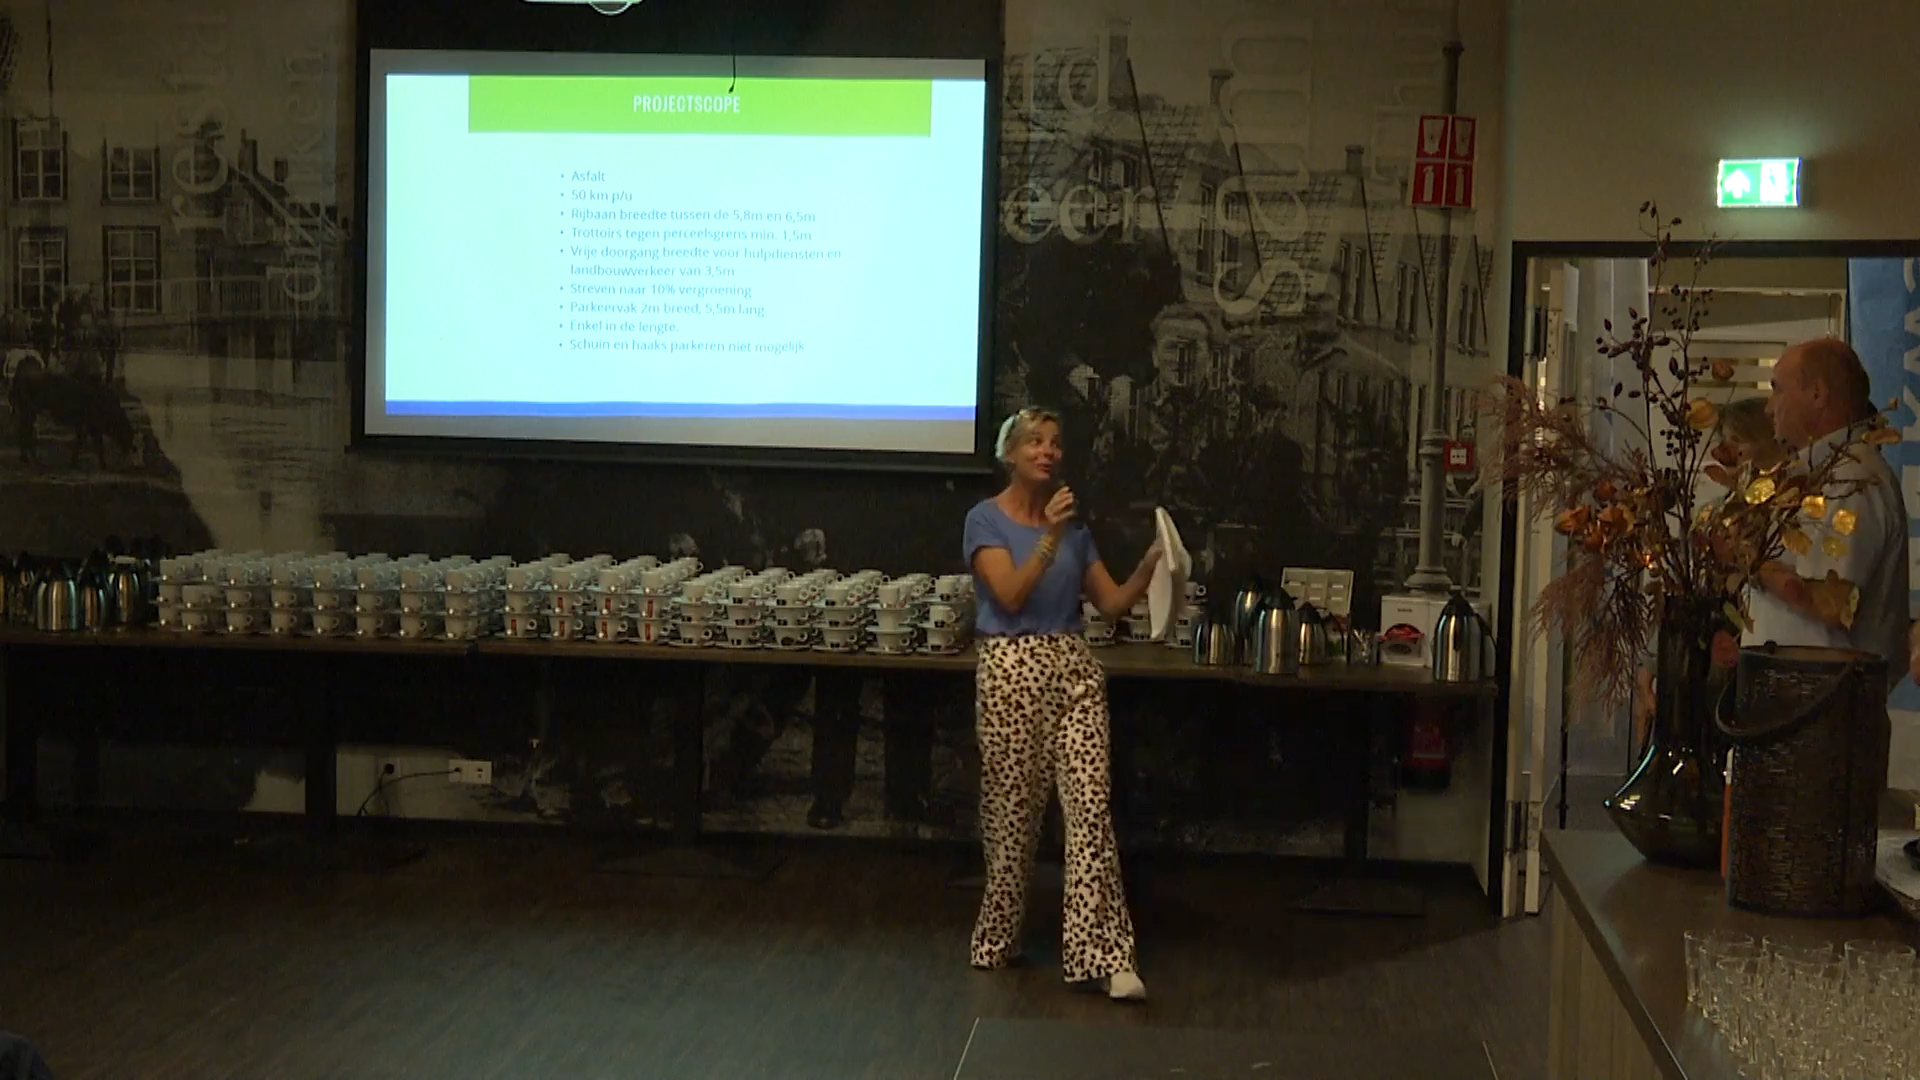 PROJECTSCOPE
• Asfalt
• 50 km p/u
• Rijbaan breedte tussen de 5,8m en 6,5m
• Trottoirs tegen perceelsgrens min. 1,5m
• Vrije doorgang breedte voor hulpdiensten en
landbouwverkeer van 3,5m
• Streven naar 10% vergroening
• Parkeervak 2m breed, 5,5m lang
• Enkel in de lengte.
• Schuin en haaks parkeren niet mogelijk